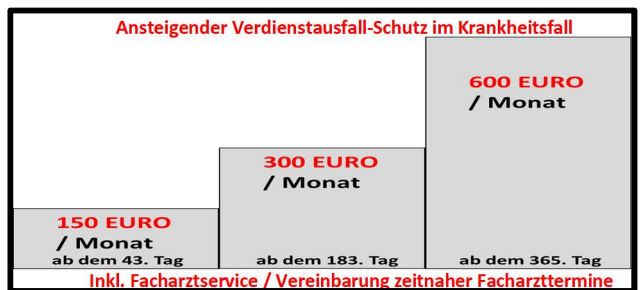 Ansteigender Verdienstausfall-Schutz im Krankheitsfall
600 EURO
/ Monat
300 EURO
/ Monat
150 EURO
/ Monat
ab dem 43. Tag
ab dem 183. Tag
ab dem 365. Tag
Inkl. Facharztservice / Vereinbarung zeitnaher Facharzttermine